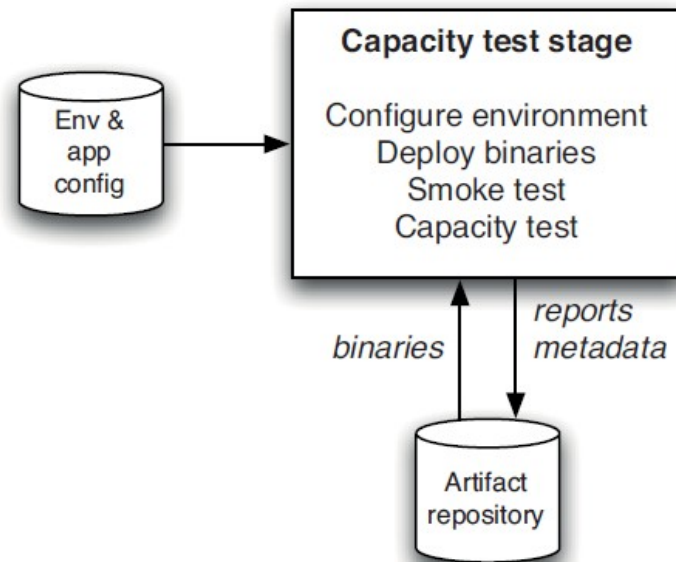 Capacity test stage
Configure environment
Deploy binaries
Smoke test
Capacity test
Env &
app
config
binaries
reports
metadata
Artifact
repository